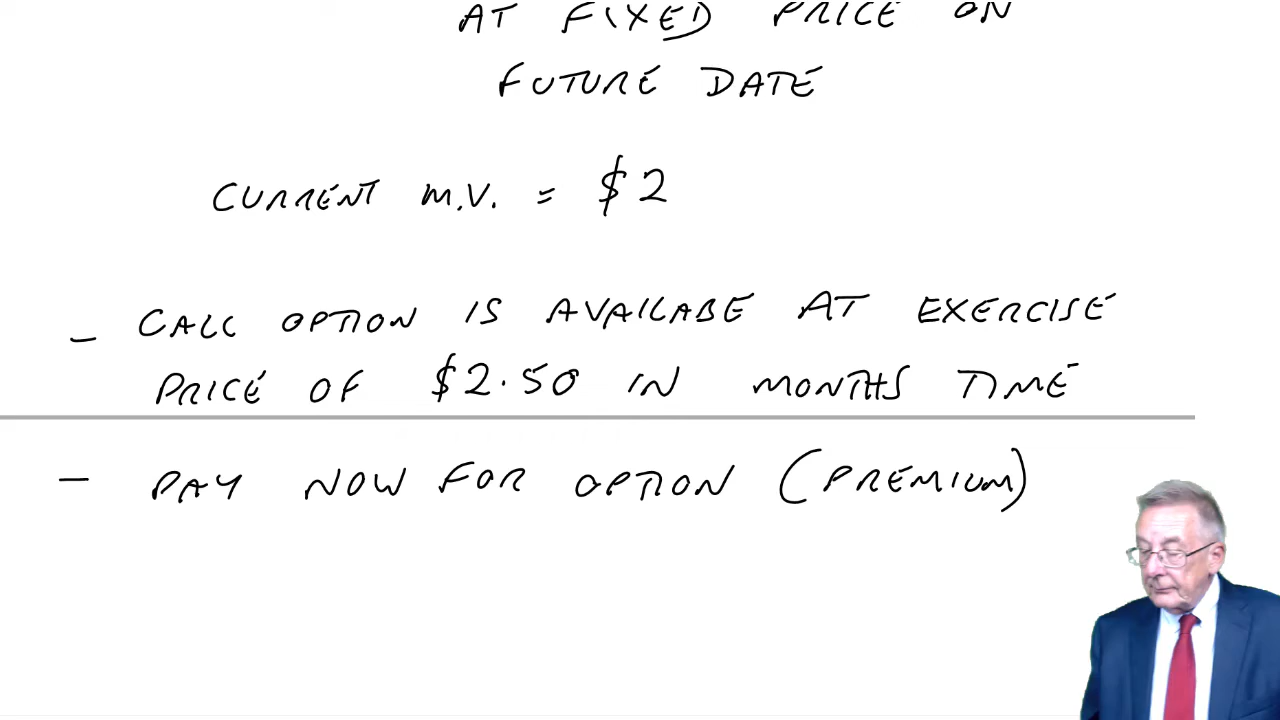 AT FIXED PRICE ON
FUTURE DATE
CURRENT M.V. = $2
- CALL OPTION IS AVAILABE AT EXERCISE
PRICE OF $2.50 IN MONTHS TIME
- PAY NOW FOR OPTION (PREMIUM)